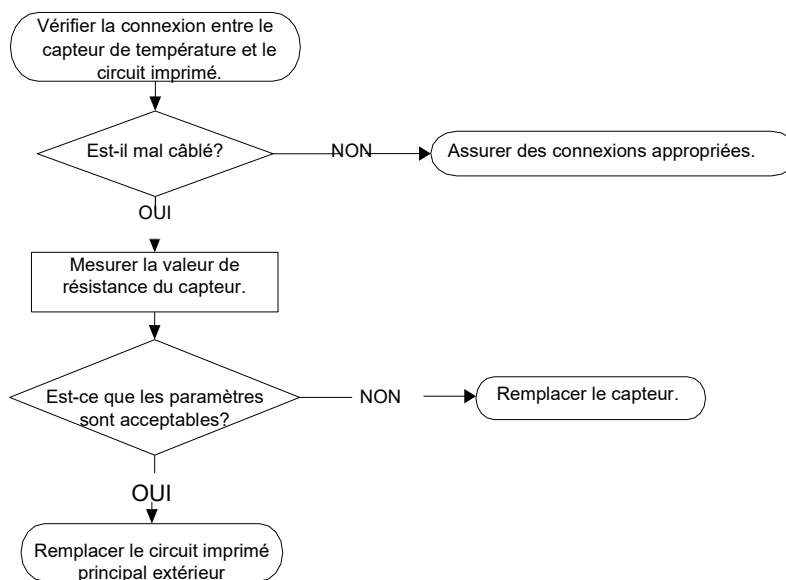 Vérifier la connexion entre le
capteur de température et le
circuit imprimé.
Est-il mal câblé?
NON
Assurer des connexions appropriées.
OUI
Mesurer la valeur de
résistance du capteur.
Est-ce que les paramètres
sont acceptables?
NON
Remplacer le capteur.
OUI
Remplacer le circuit imprimé
principal extérieur